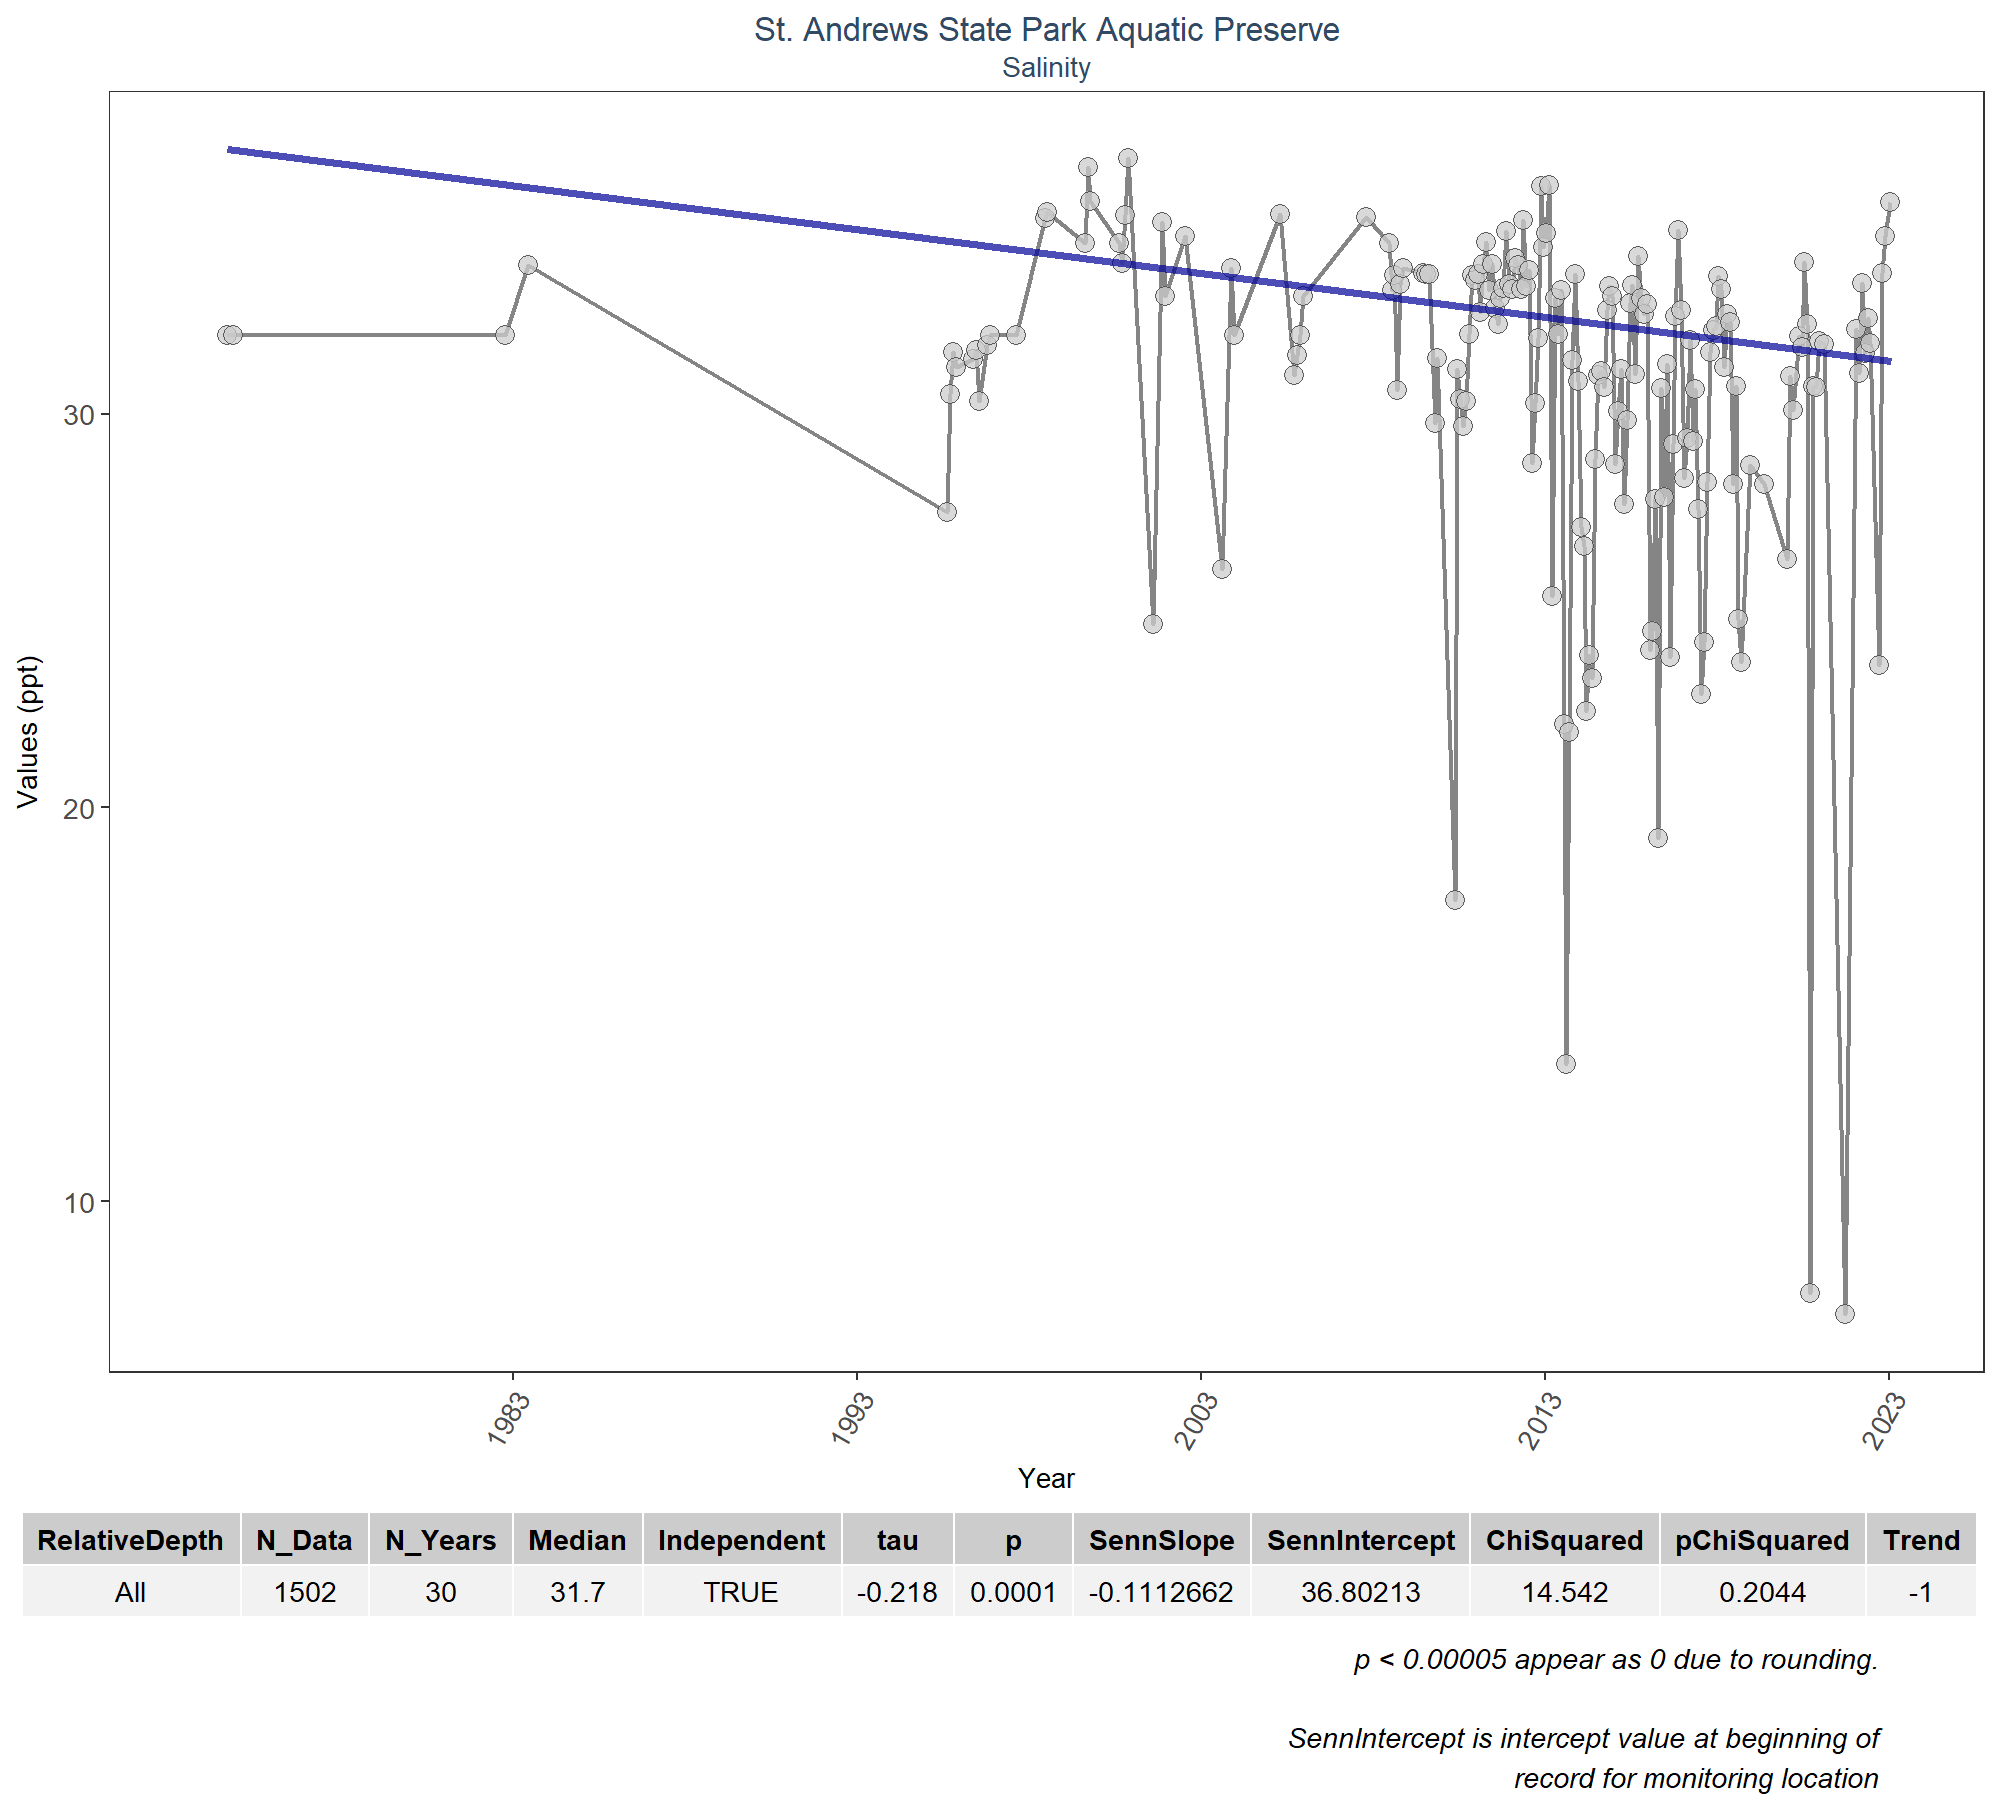 St. Andrews State Park Aquatic Preserve
Salinity
Values (ppt)
30
20
10
1983
1993
2003
2013
2023
Year
RelativeDepth N_Data N_Years Median Independent tau p SennSlope SennIntercept ChiSquared pChiSquared Trend
All 1502 30 31.7 TRUE -0.218 0.0001 -0.1112662 36.80213 14.542 0.2044 -1
p < 0.00005 appear as 0 due to rounding.
SennIntercept is intercept value at beginning of
record for monitoring location